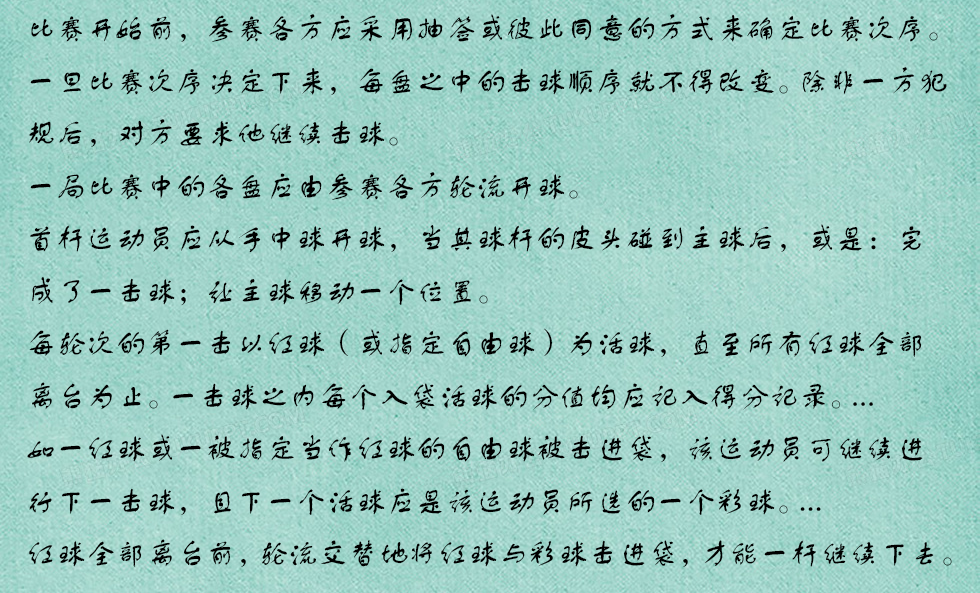 比赛开始前，参赛各方应采用抽签或彼此同意的方式来确定比赛次序。
一旦比赛次序决定下来，每盘之中的击球顺序就不得改变。除非一方犯
规后，对方要求他继续击球。
一局比赛中的各盘应由参赛各方轮流开球。
首杆运动员应从手中球开球，当其球杆的皮头碰到主球后，或是：完
成了一击球；让主球移动一个位置。
每轮次的第一击以红球（或指定自由球）为活球，直至所有红球全部
离台为止。一击球之内每个入袋活球的分值均应记入得分记录。...
如一红球或一被指定当作红球的自由球被击进袋，该运动员可继续进
行下一击球，且下一个活球应是该运动员所选的一个彩球。...
红球全部离台前，轮流交替地将红球与彩球击进袋，才能一杆继续下去。